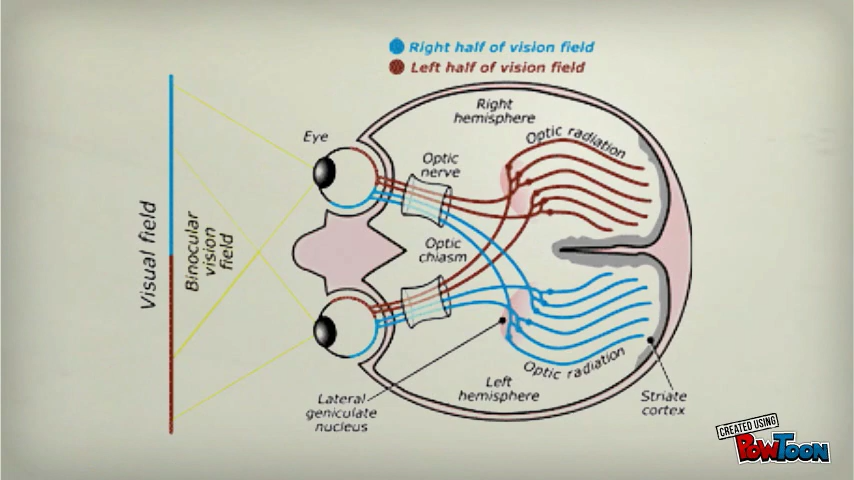 Right half of vision field
Left half of vision field
Right
hemisphere
Eye
Optic radiation
Optic
nerve
Visual field
Binocular
vision
field
Optic
chiasm
Optic radiation
Left
hemisphere
Lateral
geniculate
nucleus
Striate
cortex
CREATED USING
POWTOON